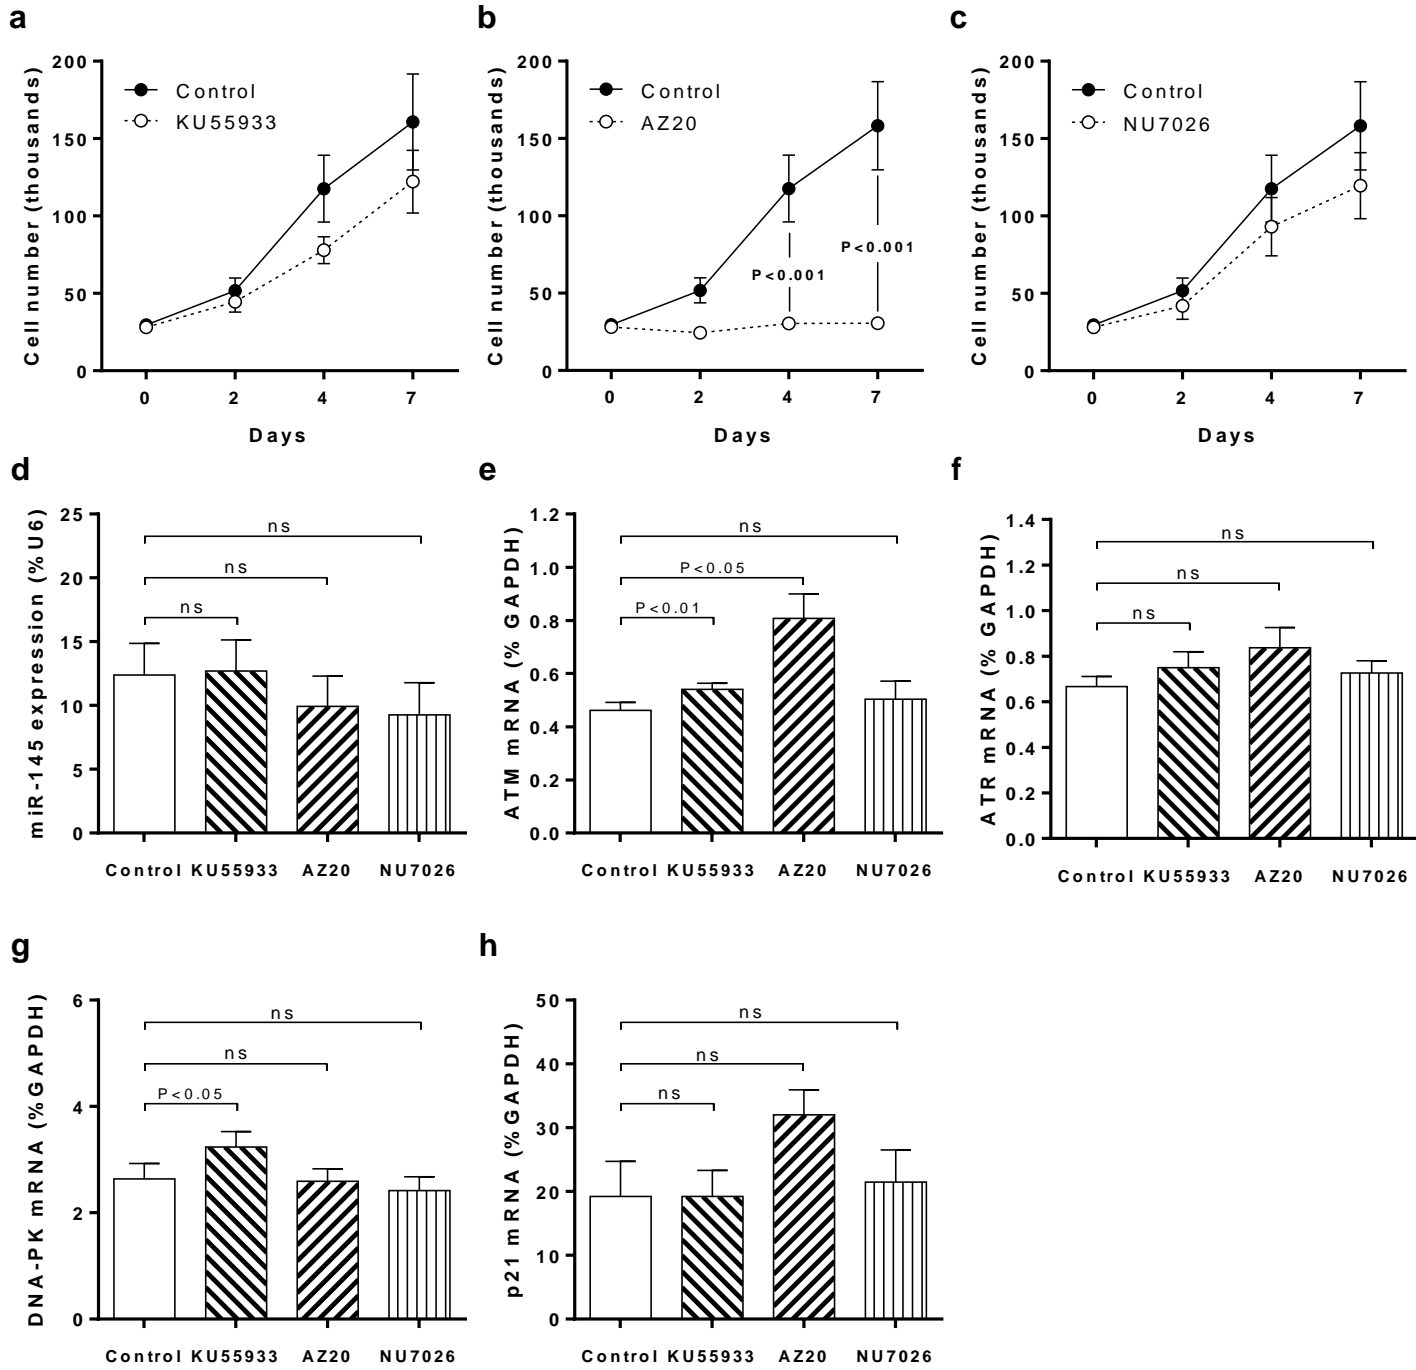 a
200
150
100
50
0
Cell number (thousands)
Control
KU55933
0 2 4 7
Days
b
200
150
100
50
0
Cell number (thousands)
Control
AZ20
P<0.001
P<0.001
0 2 4 7
Days
c
200
150
100
50
0
Cell number (thousands)
Control
NU7026
0 2 4 7
Days
d
25
20
15
10
5
0
miR-145 expression (%U6)
ns
ns
ns
Control KU55933 AZ20 NU7026
e
1.2
1.0
0.8
0.6
0.4
0.2
0.0
ATM mRNA (% GAPDH)
ns
P<0.05
P<0.01
Control KU55933 AZ20 NU7026
f
1.4
1.2
1.0
0.8
0.6
0.4
0.2
0.0
ATR mRNA (% GAPDH)
ns
ns
ns
Control KU55933 AZ20 NU7026
g
6
4
2
0
DNA-PK mRNA (%GAPDH)
ns
ns
P<0.05
Control KU55933 AZ20 NU7026
h
50
40
30
20
10
0
p21 mRNA (%GAPDH)
ns
ns
ns
Control KU55933 AZ20 NU7026